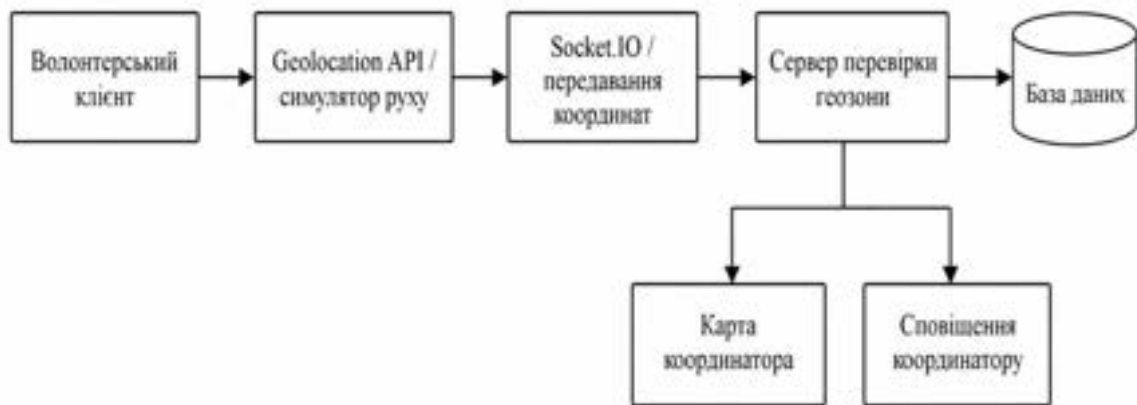 Волонтерський
клієнт
Geolocation API /
симулятор руху
Socket.IO /
передавання
координат
Сервер перевірки
геозони
База даних
Карта
координатора
Сповіщення
координатору